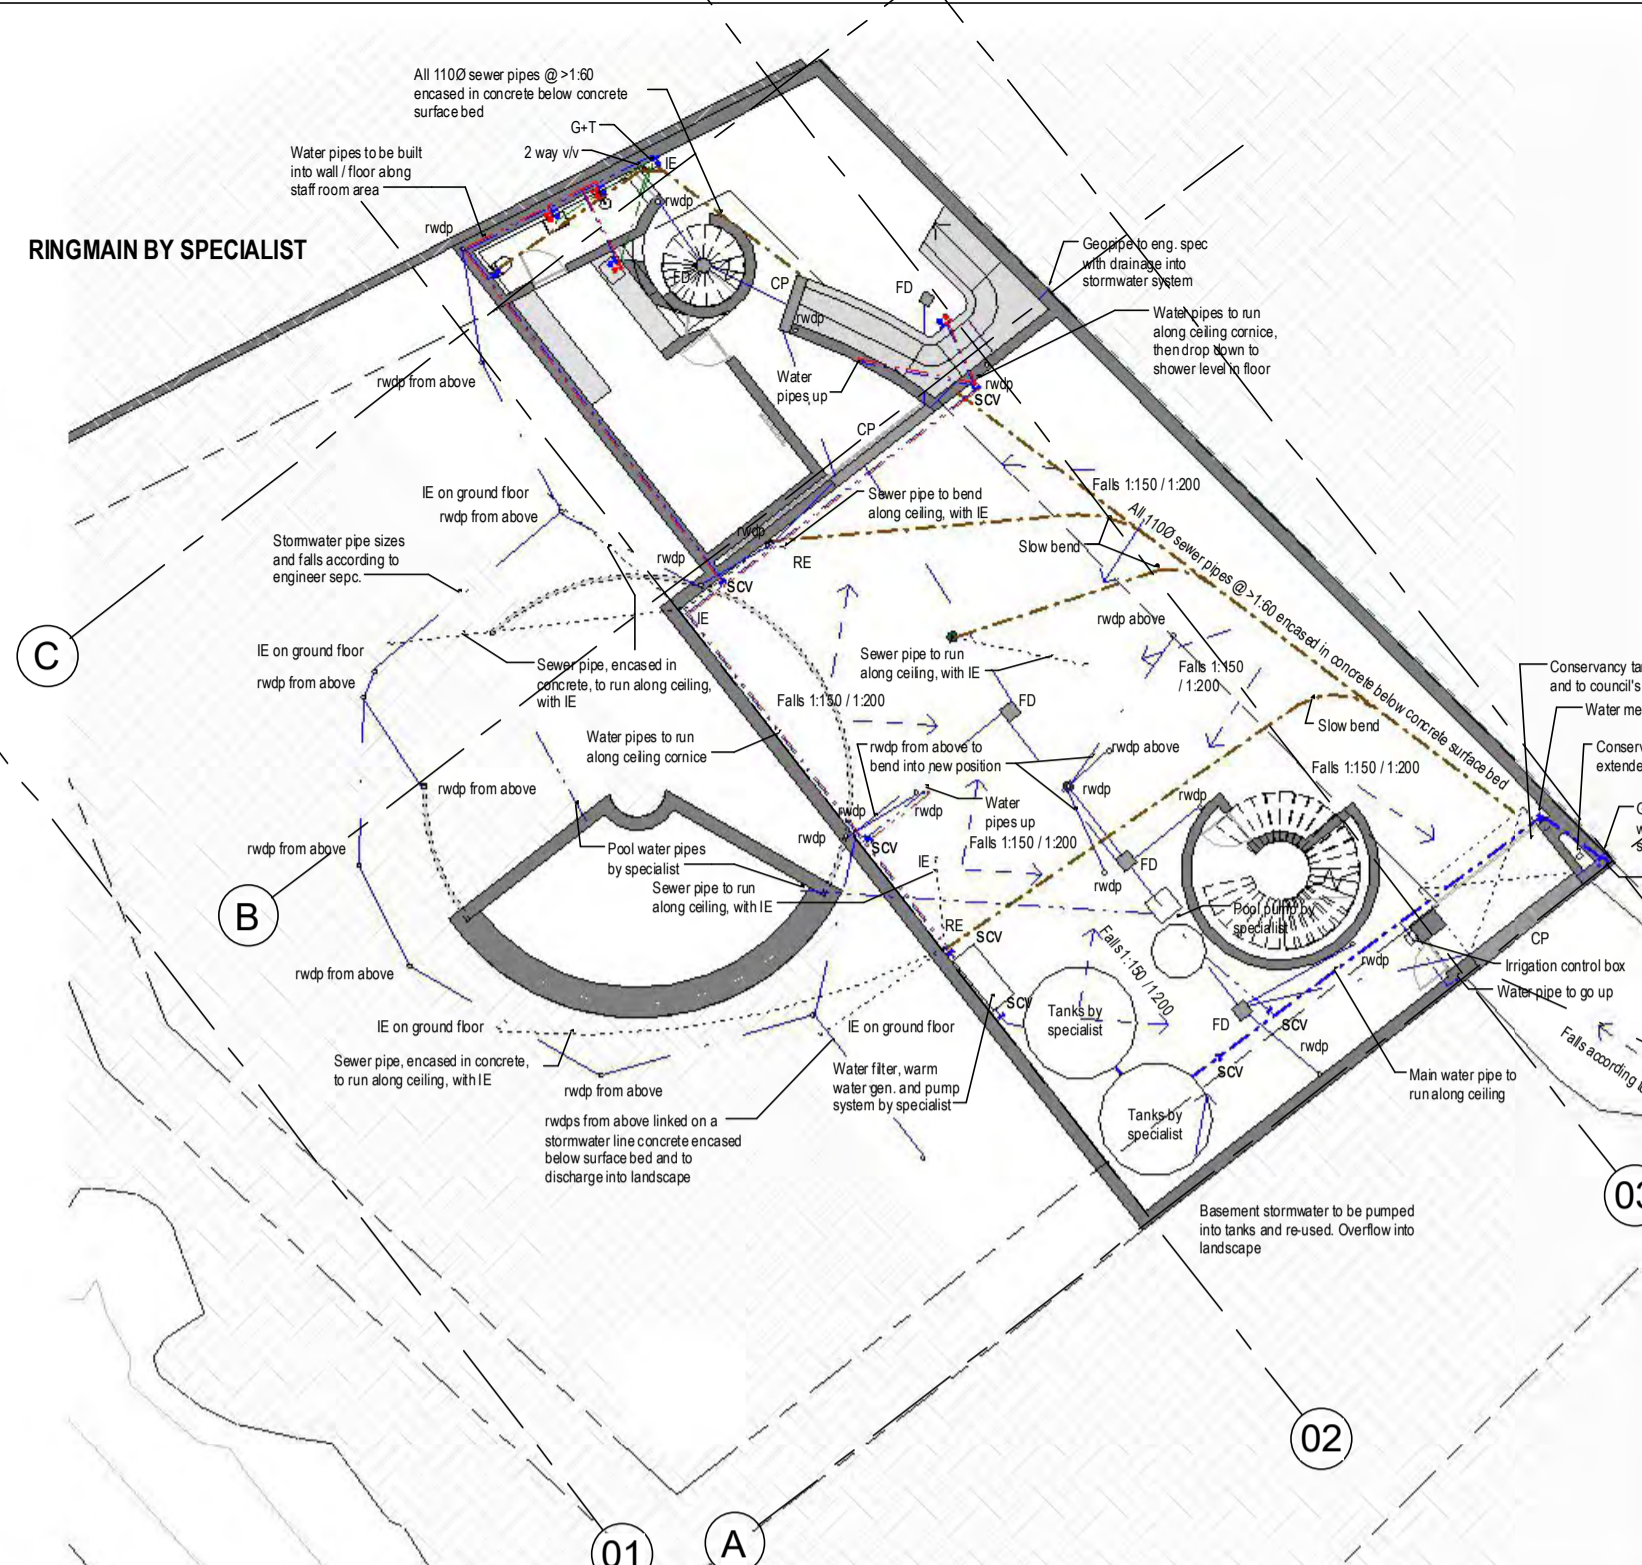 All 110Ø sewer pipes @ >1:60
encased in concrete below concrete
surface bed
G+T
2 way v/v
IE
Water pipes to be built
into wall / floor along
staff room area
rwdp
rwdp
RINGMAIN BY SPECIALIST
Geopipe to eng. spec
with drainage into
stormwater system
FD
CP
FD
rwdp
Water pipes to run
along ceiling cornice,
then drop down to
shower level in floor
rwdp from above
Water
pipes up
rwdp
SCV
CP
IE on ground floor
rwdp from above
Sewer pipe to bend
along ceiling, with IE
Falls 1:150 / 1:200
All 110Ø sewer pipes @ >1:60 encased in concrete below concrete surface bed
Stormwater pipe sizes
and falls according to
engineer sepc.
rwdp
Slow bend
rwdp
RE
SCV
IE
rwdp above
C
IE on ground floor
rwdp from above
Sewer pipe, encased in
concrete, to run along ceiling,
with IE
Sewer pipe to run
along ceiling, with IE
Falls 1:150
/ 1:200
Conservancy ta
and to council's
Falls 1:150 / 1:200
FD
Water me
Slow bend
Water pipes to run
along ceiling cornice
rwdp from above to
bend into new position
rwdp above
Conserv
extende
Falls 1:150 / 1:200
rwdp from above
rwdp
rwdp
Water
pipes up
rwdp
rwdp
rwdp
SCV
Falls 1:150 / 1:200
rwdp from above
Pool water pipes
by specialist
IE
FD
rwdp
Sewer pipe to run
along ceiling, with IE
B
Pool pump by
specialist
RE
SCV
Falls 1:150 / 1:200
CP
rwdp
rwdp from above
Irrigation control box
Water pipe to go up
SCV
Tanks by
specialist
FD
SCV
IE on ground floor
IE on ground floor
rwdp
Falls according to
Sewer pipe, encased in concrete,
to run along ceiling, with IE
Water filter, warm
water gen. and pump
system by specialist
SCV
Main water pipe to
run along ceiling
rwdp from above
Tanks by
specialist
rwdps from above linked on a
stormwater line concrete encased
below surface bed and to
discharge into landscape
03
Basement stormwater to be pumped
into tanks and re-used. Overflow into
landscape
02
A
01